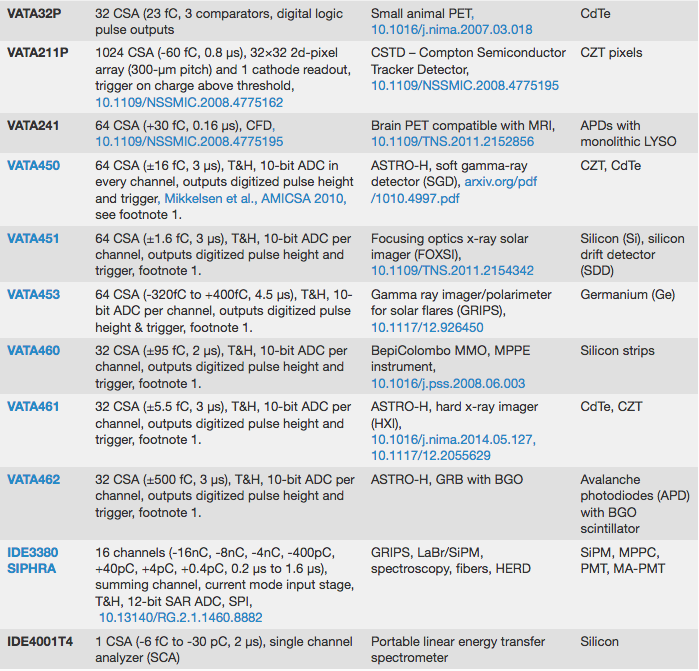 VATA32P
32 CSA (23 fC, 3 comparators, digital logic
pulse outputs
Small animal PET,
10.1016/j.nima.2007.03.018
CdTe
VATA211P
1024 CSA (-60 fC, 0.8 µs), 32×32 2d-pixel
array (300-µm pitch) and 1 cathode readout,
trigger on charge above threshold,
10.1109/NSSMIC.2008.4775162
CSTD – Compton Semiconductor
Tracker Detector,
10.1109/NSSMIC.2008.4775195
CZT pixels
VATA241
64 CSA (+30 fC, 0.16 µs), CFD,
10.1109/NSSMIC.2008.4775195
Brain PET compatible with MRI,
10.1109/TNS.2011.2152856
APDs with
monolithic LYSO
VATA450
64 CSA (±16 fC, 3 µs), T&H, 10-bit ADC in
every channel, outputs digitized pulse height
and trigger, Mikkelsen et al., AMICSA 2010,
see footnote 1.
ASTRO-H, soft gamma-ray
detector (SGD), arxiv.org/pdf
/1010.4997.pdf
CZT, CdTe
VATA451
64 CSA (±1.6 fC, 3 µs), T&H, 10-bit ADC per
channel, outputs digitized pulse height and
trigger, footnote 1.
Focusing optics x-ray solar
imager (FOXSI),
10.1109/TNS.2011.2154342
Silicon (Si), silicon
drift detector
(SDD)
VATA453
64 CSA (-320fC to +400fC, 4.5 µs), T&H, 10-
bit ADC per channel, outputs digitized pulse
height & trigger, footnote 1.
Gamma ray imager/polarimeter
for solar flares (GRIPS),
10.1117/12.926450
Germanium (Ge)
VATA460
32 CSA (±95 fC, 2 µs), T&H, 10-bit ADC per
channel, outputs digitized pulse height and
trigger, footnote 1.
BepiColombo MMO, MPPE
instrument,
10.1016/j.pss.2008.06.003
Silicon strips
VATA461
32 CSA (±5.5 fC, 3 µs), T&H, 10-bit ADC per
channel, outputs digitized pulse height and
trigger, footnote 1.
ASTRO-H, hard x-ray imager
(HXI),
10.1016/j.nima.2014.05.127,
10.1117/12.2055629
CdTe, CZT
VATA462
32 CSA (±500 fC, 3 µs), T&H, 10-bit ADC per
channel, outputs digitized pulse height and
trigger, footnote 1.
ASTRO-H, GRB with BGO
Avalanche
photodiodes (APD)
with BGO
scintillator
IDE3380
SIPHRA
16 channels (-16nC, -8nC, -4nC, -400pC,
+40pC, +4pC, +0.4pC, 0.2 µs to 1.6 µs),
summing channel, current mode input stage,
T&H, 12-bit SAR ADC, SPI,
10.13140/RG.2.1.1460.8882
GRIPS, LaBr/SiPM,
spectroscopy, fibers, HERD
SiPM, MPPC,
PMT, MA-PMT
IDE4001T4
1 CSA (-6 fC to -30 pC, 2 µs), single channel
analyzer (SCA)
Portable linear energy transfer
spectrometer
Silicon